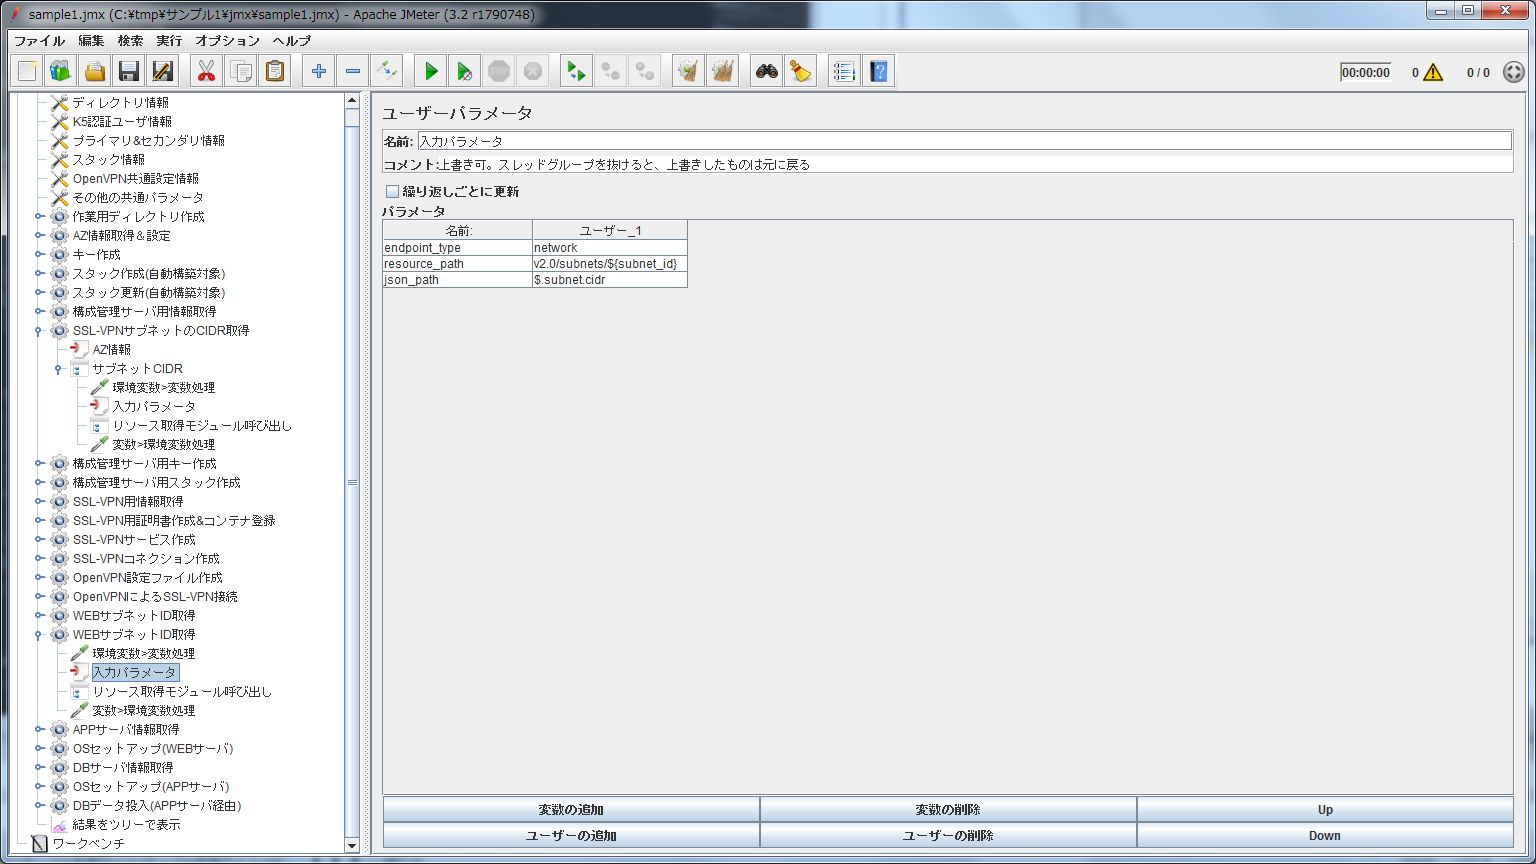 sample1.jmx (C:¥tmp¥サンプル1¥jmx¥sample1.jmx) - Apache JMeter (3.2 r1790748)
ファイル 編集 検索 実行 オプション ヘルプ
STOP
00:00:00 0 0 / 0
ディレクトリ情報
K5認証ユーザ情報
プライマリ&セカンダリ情報
スタック情報
OpenVPN共通設定情報
その他の共通パラメータ
作業用ディレクトリ作成
AZ情報取得＆設定
キー作成
スタック作成(自動構築対象)
スタック更新(自動構築対象)
構成管理サーバ用情報取得
SSL-VPNサブネットのCIDR取得
AZ情報
サブネットCIDR
環境変数>変数処理
入力パラメータ
リソース取得モジュール呼び出し
変数>環境変数処理
構成管理サーバ用キー作成
構成管理サーバ用スタック作成
SSL-VPN用情報取得
SSL-VPN用証明書作成&コンテナ登録
SSL-VPNサービス作成
SSL-VPNコネクション作成
OpenVPN設定ファイル作成
OpenVPNによるSSL-VPN接続
WEBサブネットID取得
WEBサブネットID取得
環境変数>変数処理
入力パラメータ
リソース取得モジュール呼び出し
変数>環境変数処理
APPサーバ情報取得
OSセットアップ(WEBサーバ)
DBサーバ情報取得
OSセットアップ(APPサーバ)
DBデータ投入(APPサーバ経由)
結果をツリーで表示
ワークベンチ
ユーザーパラメータ
名前: 入力パラメータ
コメント:上書き可。スレッドグループを抜けると、上書きしたものは元に戻る
繰り返しごとに更新
パラメータ
名前: ユーザー_1
endpoint_type network
resource_path v2.0/subnets/${subnet_id}
json_path $.subnet.cidr
変数の追加 変数の削除 Up
ユーザーの追加 ユーザーの削除 Down